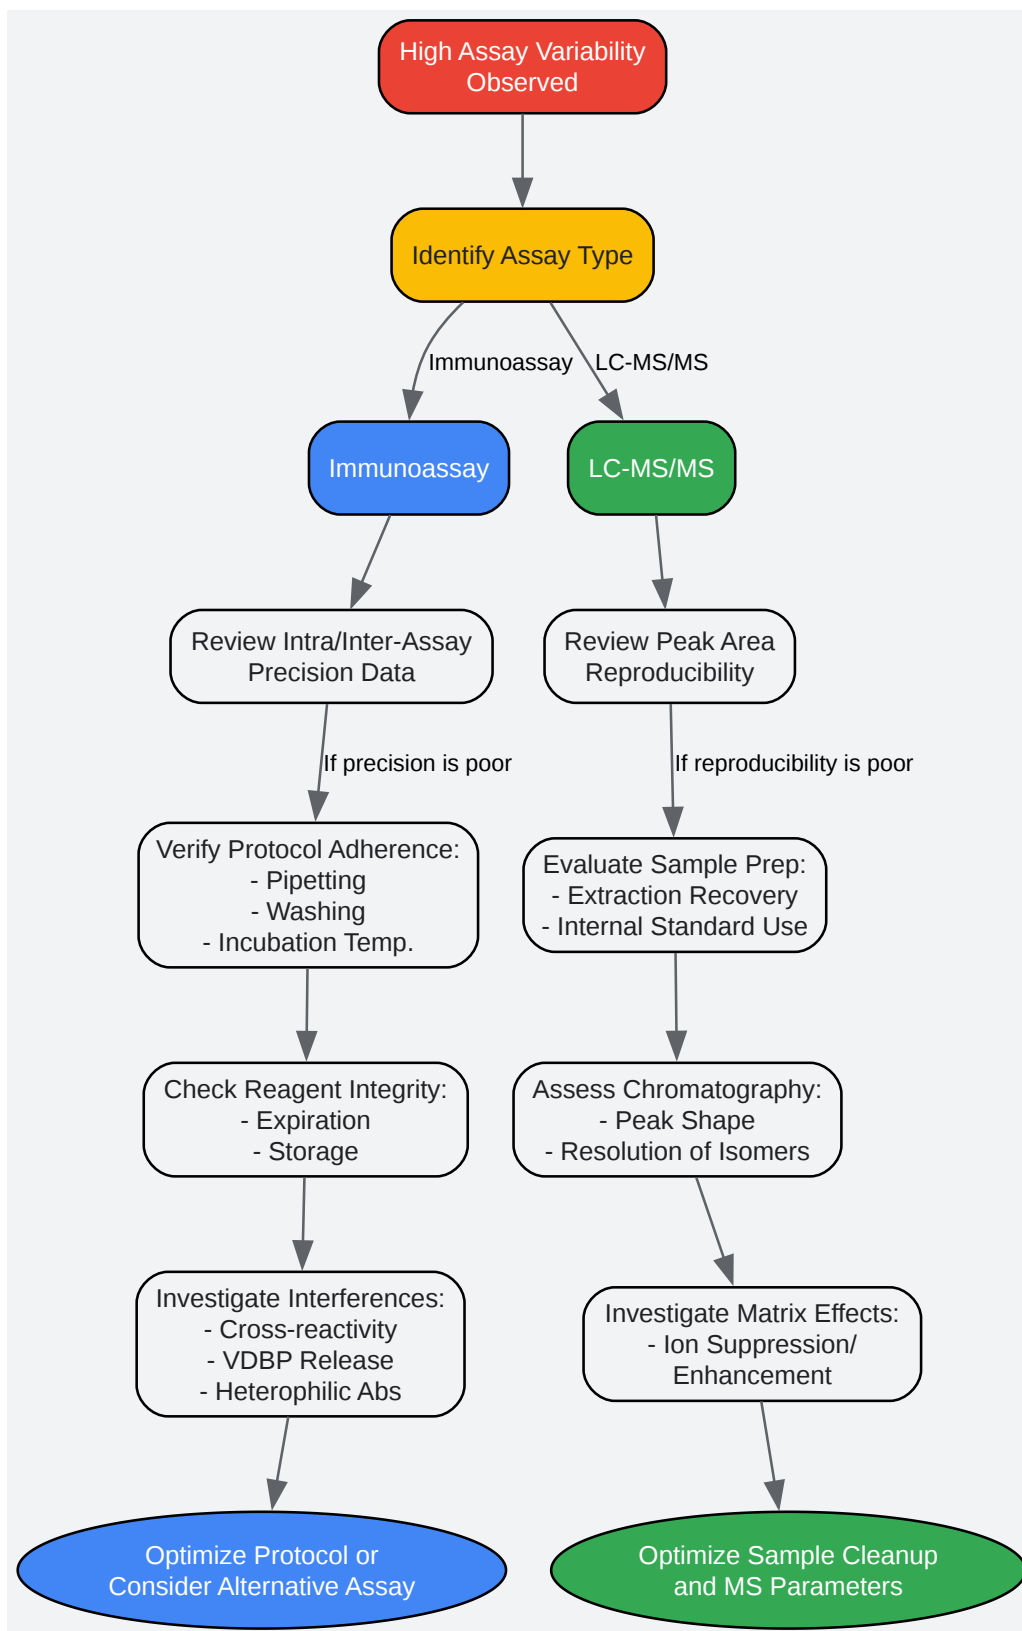 High Assay Variability
Observed
Identify Assay Type
Immunoassay
LC-MS/MS
Immunoassay
LC-MS/MS
Review Intra/Inter-Assay
Precision Data
Review Peak Area
Reproducibility
If precision is poor
If reproducibility is poor
Verify Protocol Adherence:
- Pipetting
- Washing
- Incubation Temp.
Evaluate Sample Prep:
- Extraction Recovery
- Internal Standard Use
Check Reagent Integrity:
- Expiration
- Storage
Assess Chromatography:
- Peak Shape
- Resolution of Isomers
Investigate Interferences:
- Cross-reactivity
- VDBP Release
- Heterophilic Abs
Investigate Matrix Effects:
- Ion Suppression/
Enhancement
Optimize Protocol or
Consider Alternative Assay
Optimize Sample Cleanup
and MS Parameters